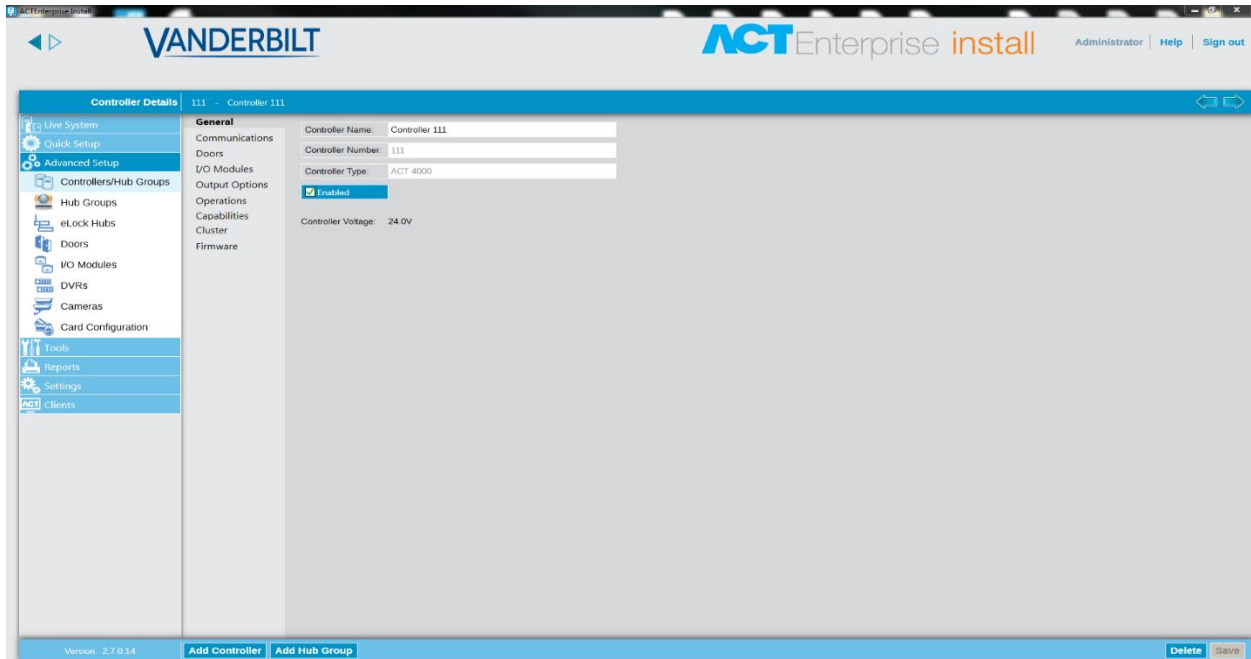 ACTEnterprise Install
VANDERBILT
ACTEnterprise install
Administrator | Help | Sign out
Controller Details
111 - Controller 111
Live System
Quick Setup
Advanced Setup
Controllers/Hub Groups
Hub Groups
eLock Hubs
Doors
I/O Modules
DVRs
Cameras
Card Configuration
Tools
Reports
Settings
ACT Clients
General
Communications
Doors
I/O Modules
Output Options
Operations
Capabilities
Cluster
Firmware
Controller Name: Controller 111
Controller Number: 111
Controller Type: ACT 4000
Enabled
Controller Voltage: 24.0V
Version: 2.7.0.14
Add Controller
Add Hub Group
Delete
Save